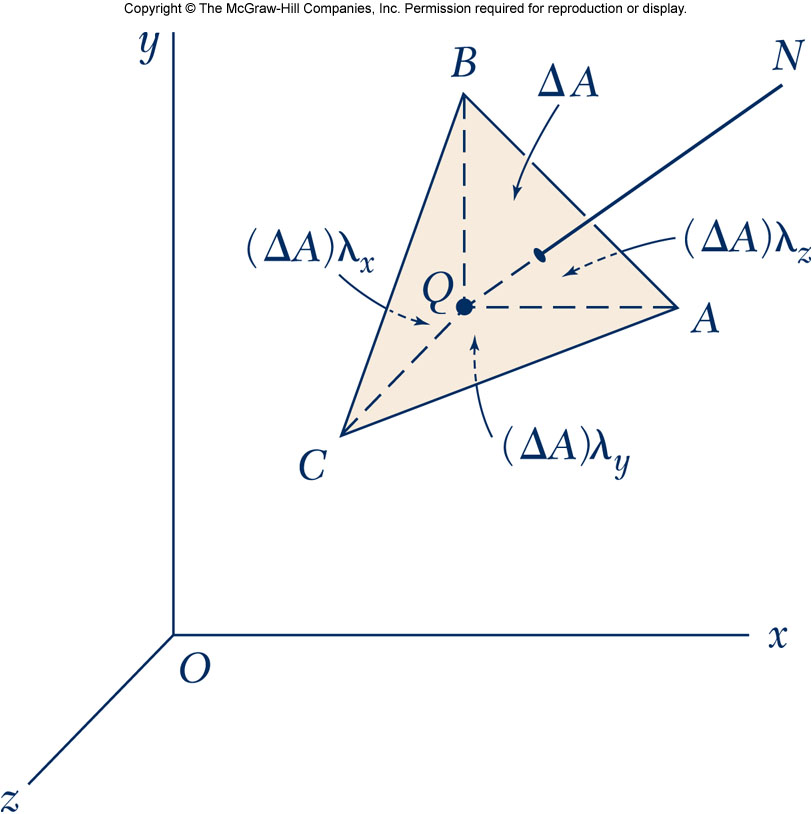 Copyright © The McGraw-Hill Companies, Inc. Permission required for reproduction or display.
y
B
ΔA
N
(ΔA)λx
(ΔA)λz
Q
A
C
(ΔA)λy
O
x
z